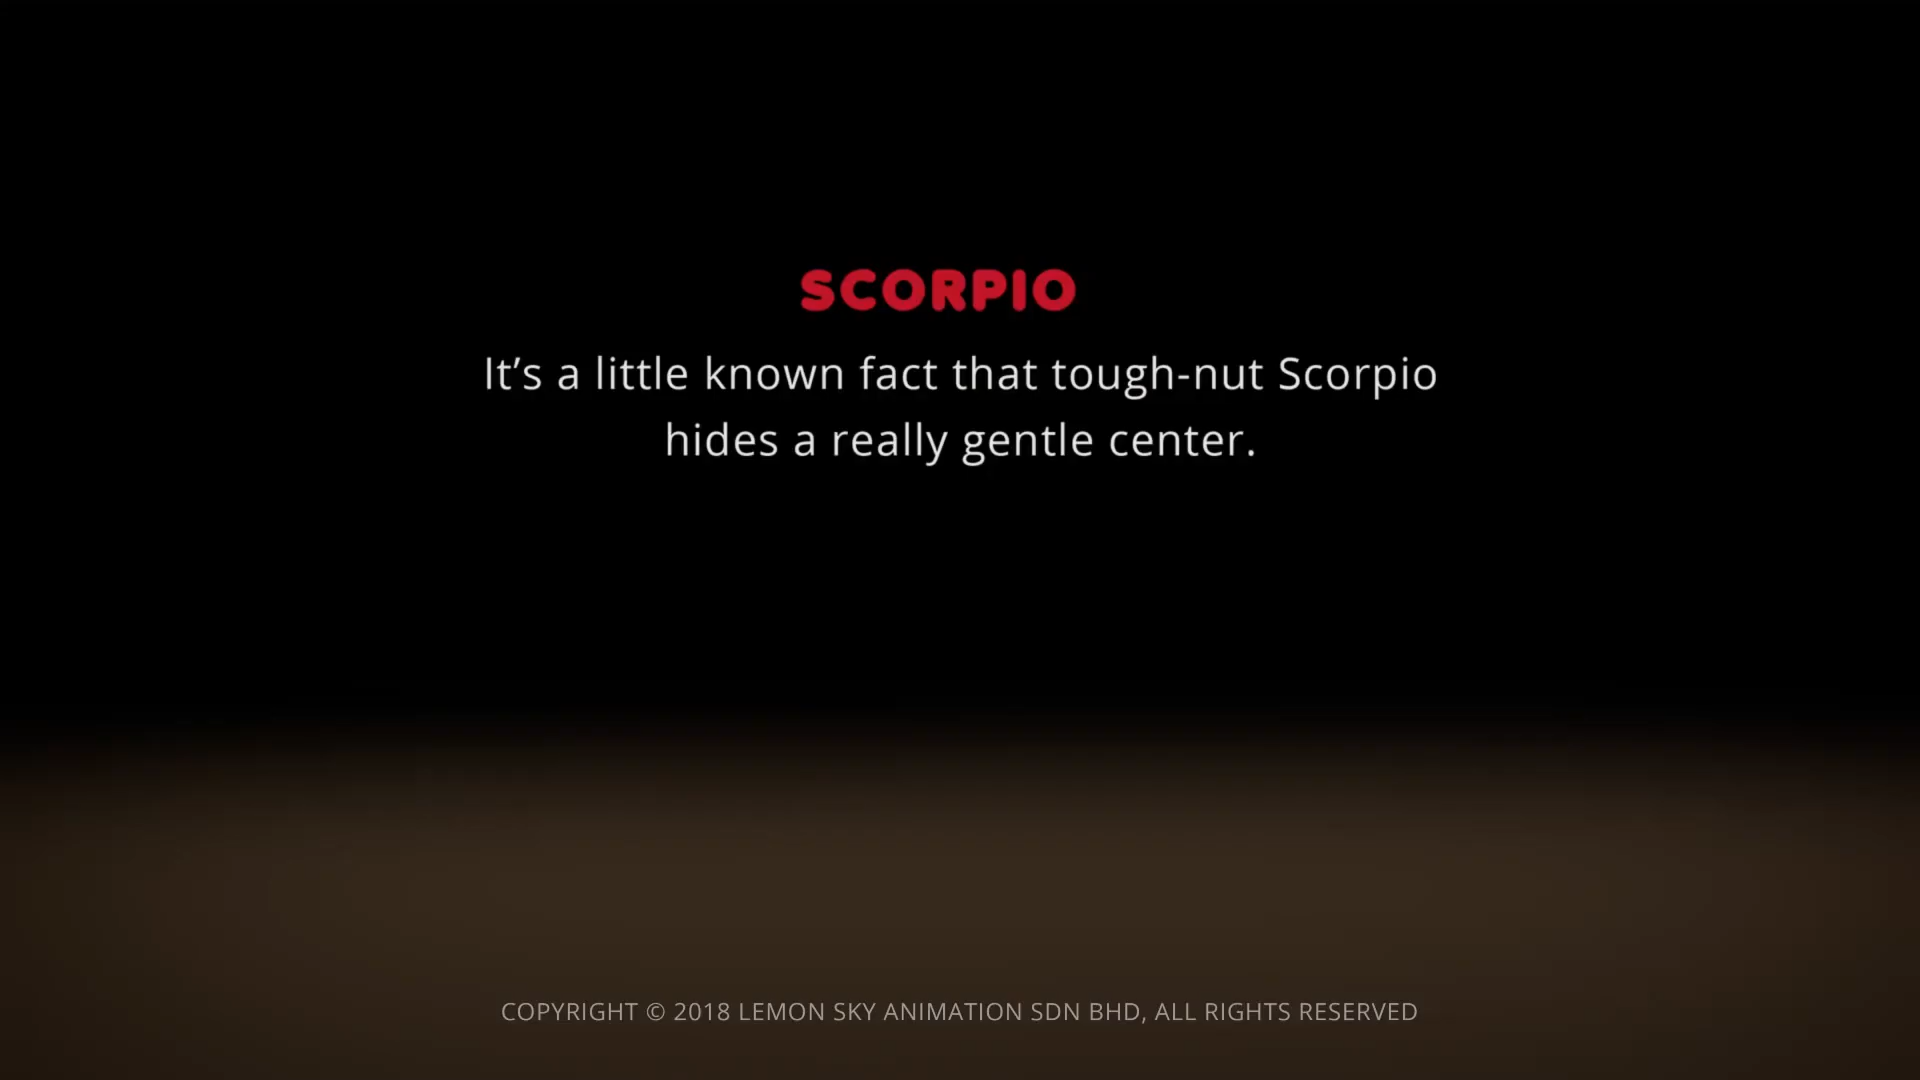 SCORPIO
It’s a little known fact that tough-nut Scorpio
hides a really gentle center.
COPYRIGHT © 2018 LEMON SKY ANIMATION SDN BHD, ALL RIGHTS RESERVED